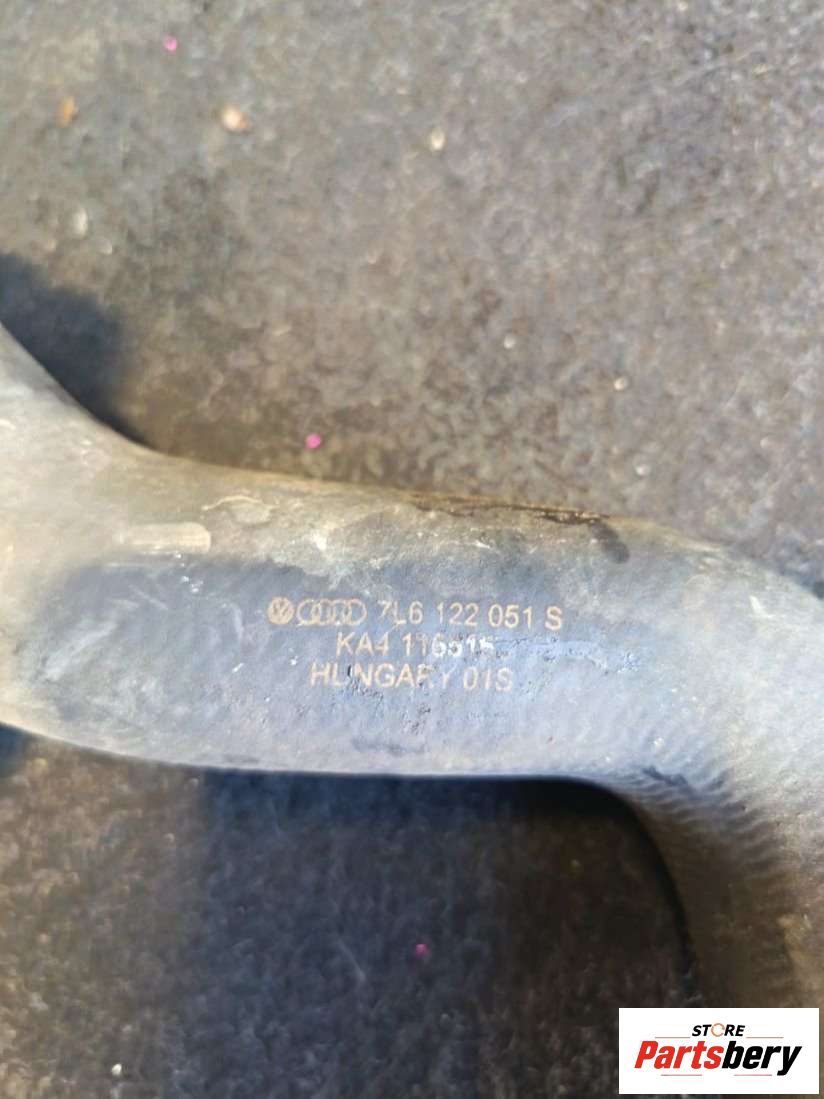 7L6 122 051 S
KA4
HUNGARY 01S
STORE
Partsbery